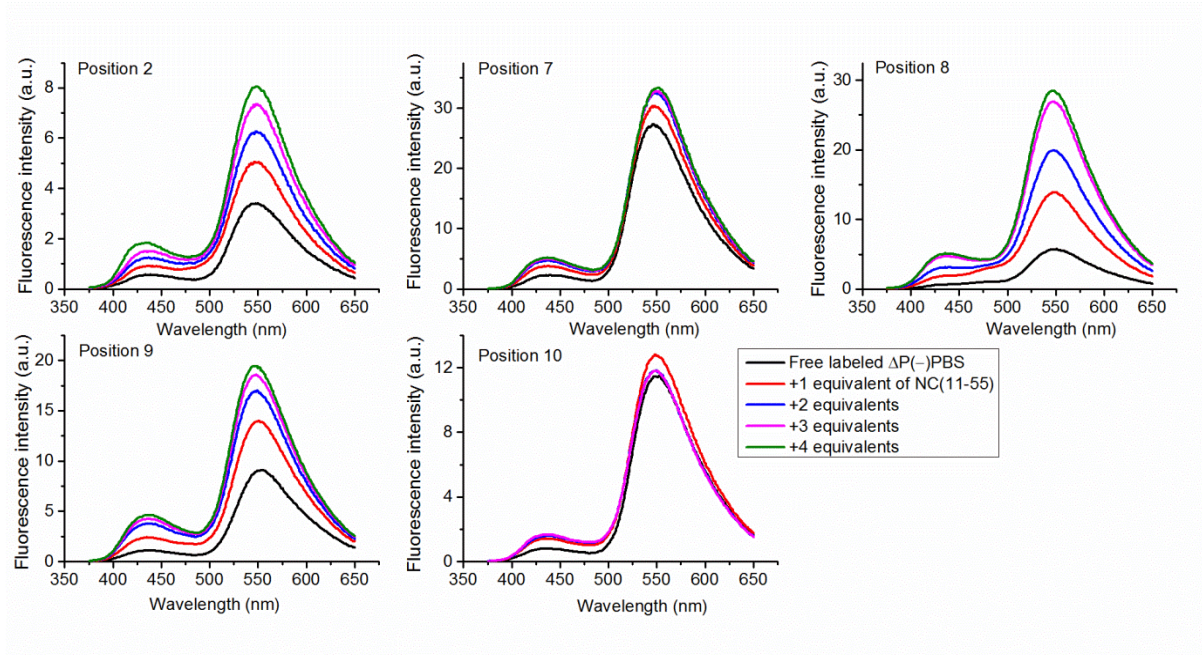 Position 2
Fluorescence intensity (a.u.)
8
6
4
2
0
350 400 450 500 550 600 650
Wavelength (nm)
Position 7
Fluorescence intensity (a.u.)
30
20
10
0
350 400 450 500 550 600 650
Wavelength (nm)
Position 8
Fluorescence intensity (a.u.)
30
20
10
0
350 400 450 500 550 600 650
Wavelength (nm)
Position 9
Fluorescence intensity (a.u.)
20
15
10
5
0
350 400 450 500 550 600 650
Wavelength (nm)
Position 10
Fluorescence intensity (a.u.)
12
8
4
0
350 400 450 500 550 600 650
Wavelength (nm)
Free labeled ΔP(−)PBS
+1 equivalent of NC(11-55)
+2 equivalents
+3 equivalents
+4 equivalents